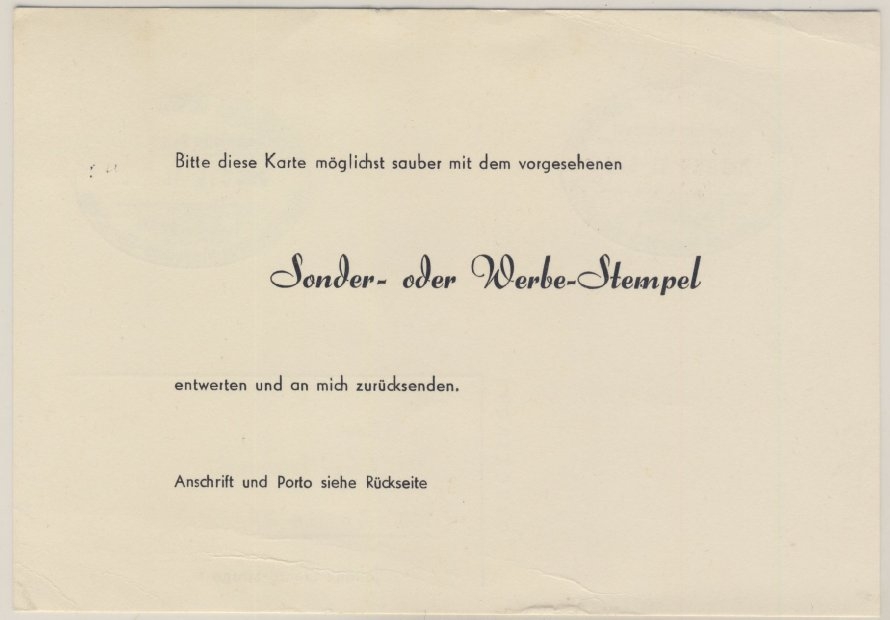 Bitte diese Karte möglichst sauber mit dem vorgesehenen
Sonder- oder Werbe-Stempel
entwerten und an mich zurücksenden.
Anschrift und Porto siehe Rückseite